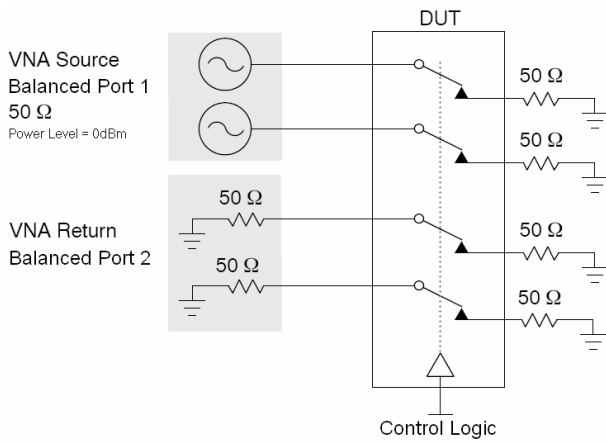 DUT
VNA Source
Balanced Port 1
50 Ω
Power Level = 0dBm
50 Ω
50 Ω
VNA Return
Balanced Port 2
50 Ω
50 Ω
50 Ω
50 Ω
Control Logic